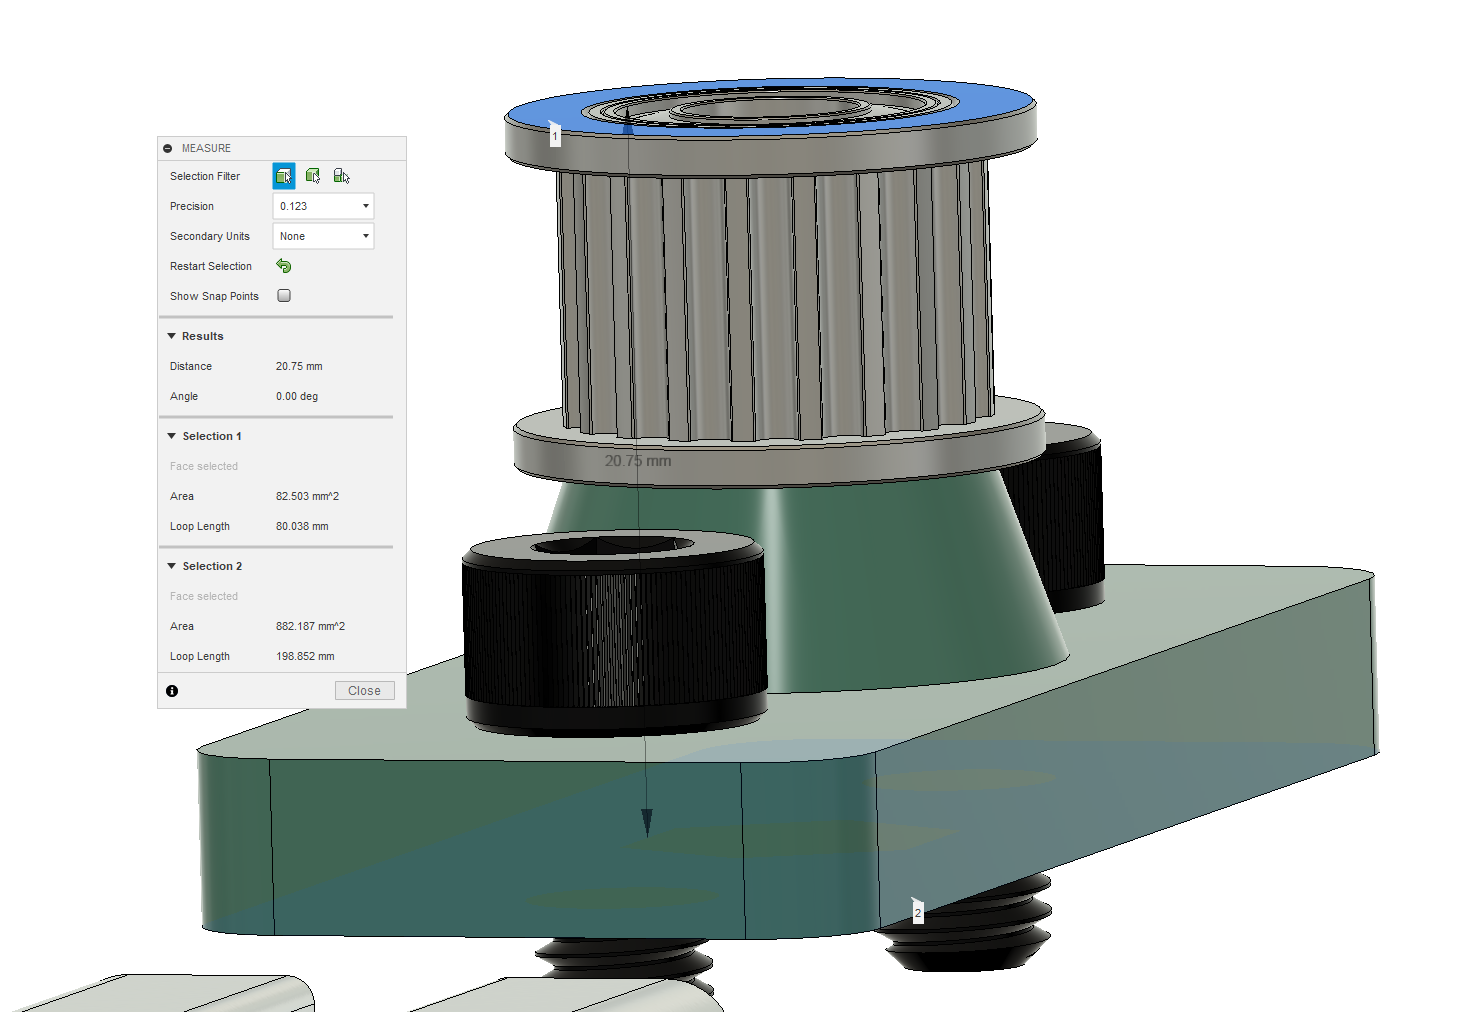 1
MEASURE
Selection Filter
Precision 0.123
Secondary Units None
Restart Selection
Show Snap Points
Results
Distance 20.75 mm
Angle 0.00 deg
Selection 1
Face selected
Area 82.503 mm^2
Loop Length 80.038 mm
Selection 2
Face selected
Area 882.187 mm^2
Loop Length 198.852 mm
Close
20.75 mm
2